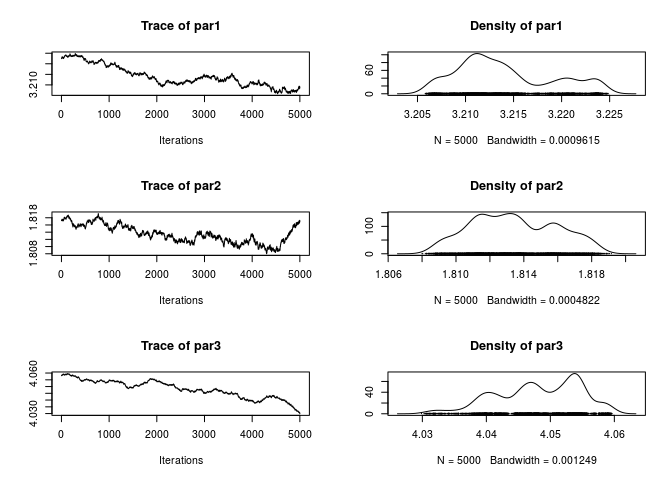 Trace of par1
3.210
0 1000 2000 3000 4000 5000
Iterations
Density of par1
0 60
3.205 3.210 3.215 3.220 3.225
N = 5000 Bandwidth = 0.0009615
Trace of par2
1.808 1.818
0 1000 2000 3000 4000 5000
Iterations
Density of par2
0 100
1.806 1.810 1.814 1.818
N = 5000 Bandwidth = 0.0004822
Trace of par3
4.030 4.060
0 1000 2000 3000 4000 5000
Iterations
Density of par3
0 40
4.03 4.04 4.05 4.06
N = 5000 Bandwidth = 0.001249